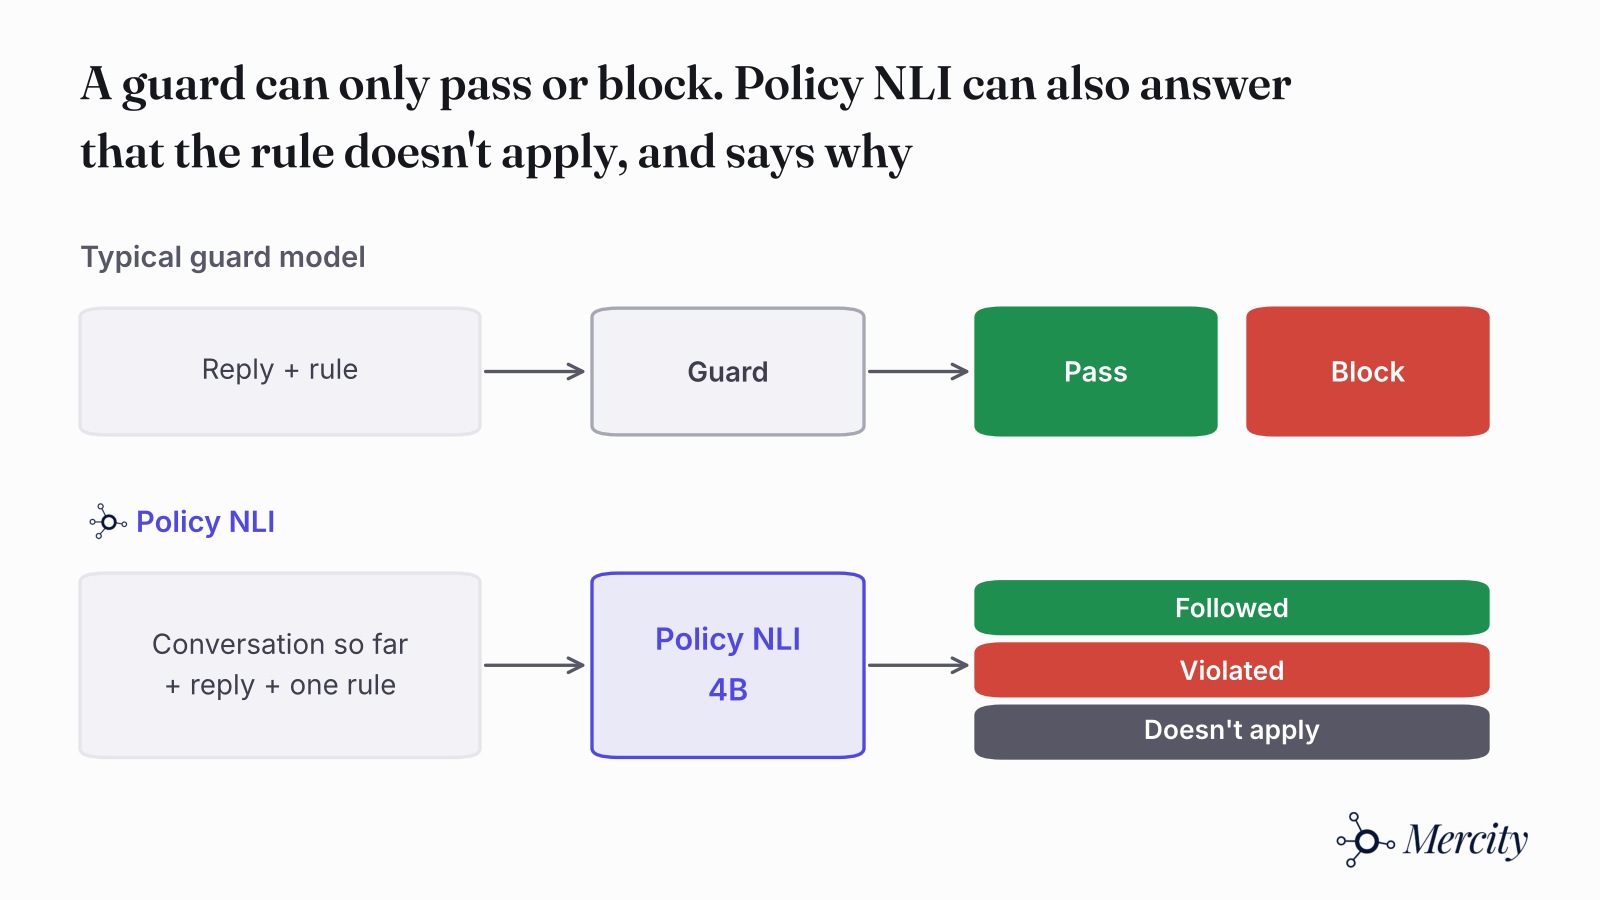 A guard can only pass or block. Policy NLI can also answer
that the rule doesn't apply, and says why
Typical guard model
Reply + rule
Guard
Pass
Block
Policy NLI
Conversation so far
+ reply + one rule
Policy NLI
4B
Followed
Violated
Doesn't apply
Mercity